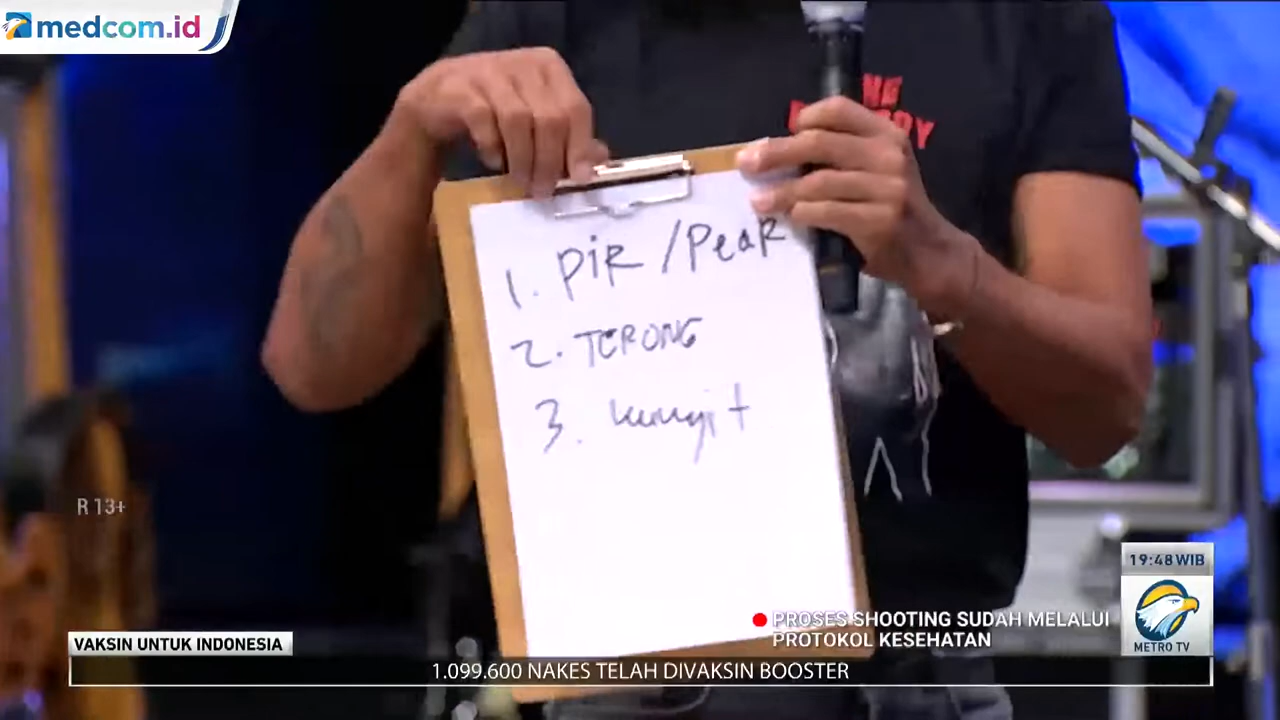 medcom.id
1. PiR / PeaR
2. TERONG
3. kunyit
R 13+
19:48 WIB
PROSES SHOOTING SUDAH MELALUI
PROTOKOL KESEHATAN
METRO TV
VAKSIN UNTUK INDONESIA
1.099.600 NAKES TELAH DIVAKSIN BOOSTER